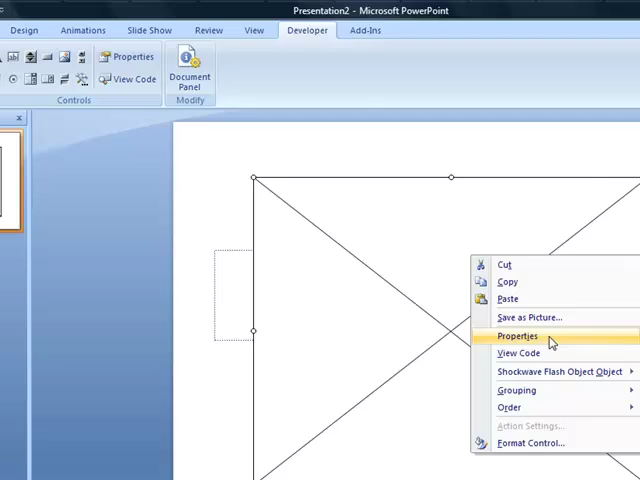 Presentation2 - Microsoft PowerPoint
Design Animations Slide Show Review View Developer Add-Ins
Properties
View Code
Document
Panel
Controls
Modify
Cut
Copy
Paste
Save as Picture...
Properties
View Code
Shockwave Flash Object Object
Grouping
Order
Action Settings...
Format Control...